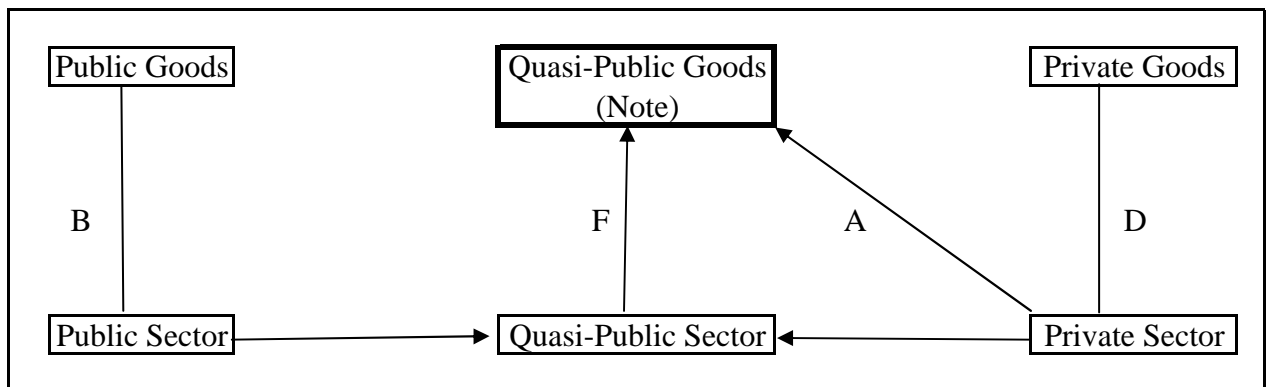 Public Goods
Quasi-Public Goods
(Note)
Private Goods
B
F
A
D
Public Sector
Quasi-Public Sector
Private Sector